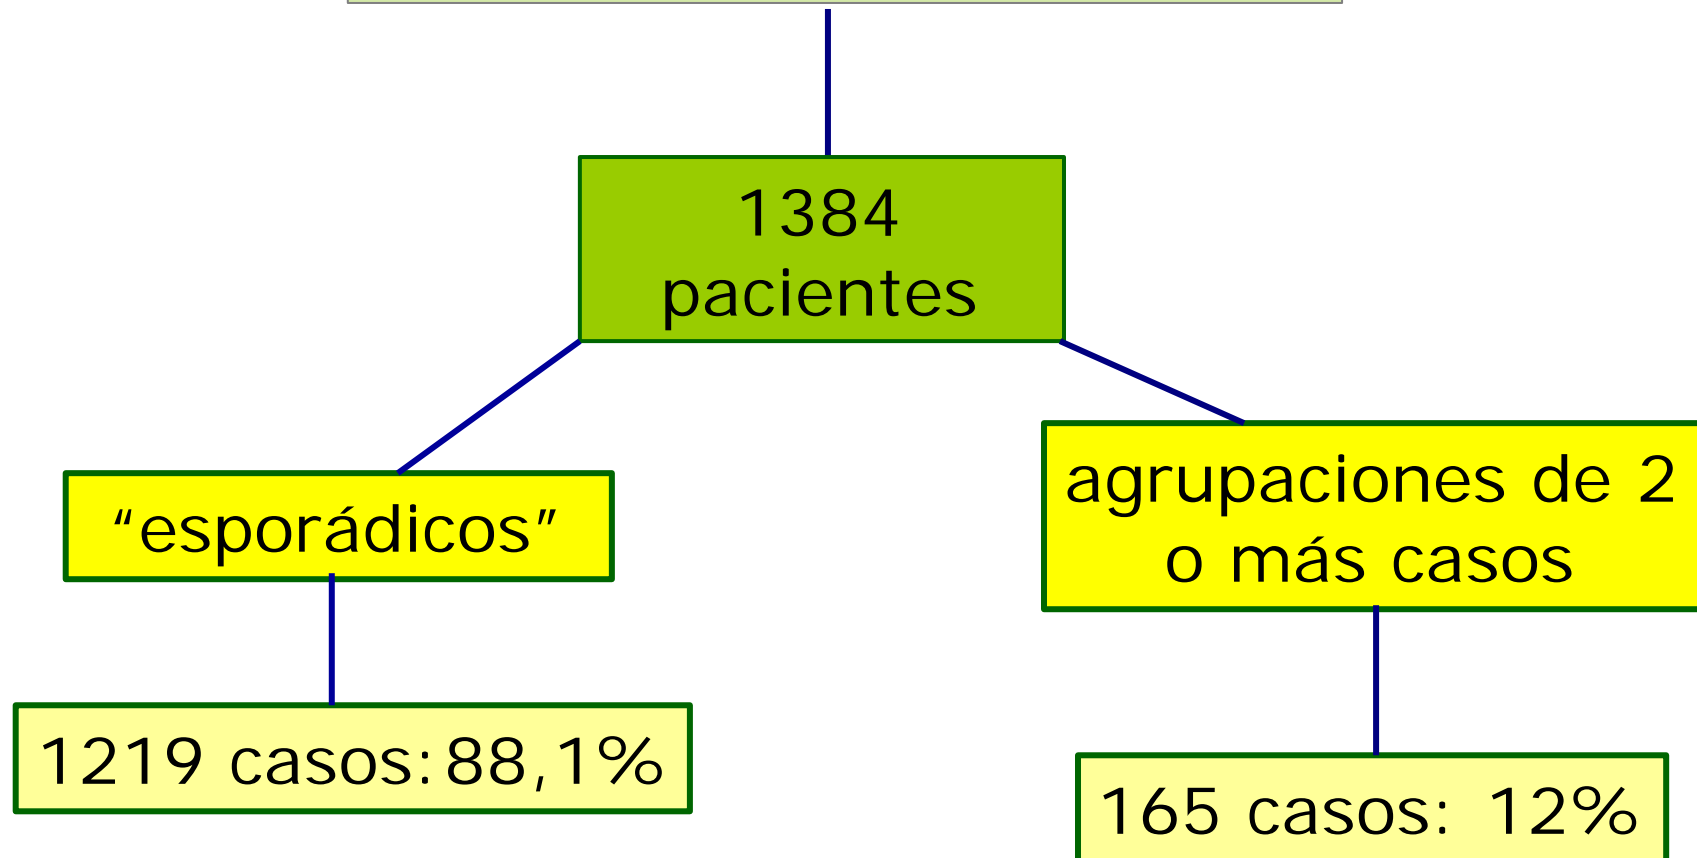 1384
pacientes
“esporádicos”
agrupaciones de 2
o más casos
1219 casos: 88,1%
165 casos: 12%